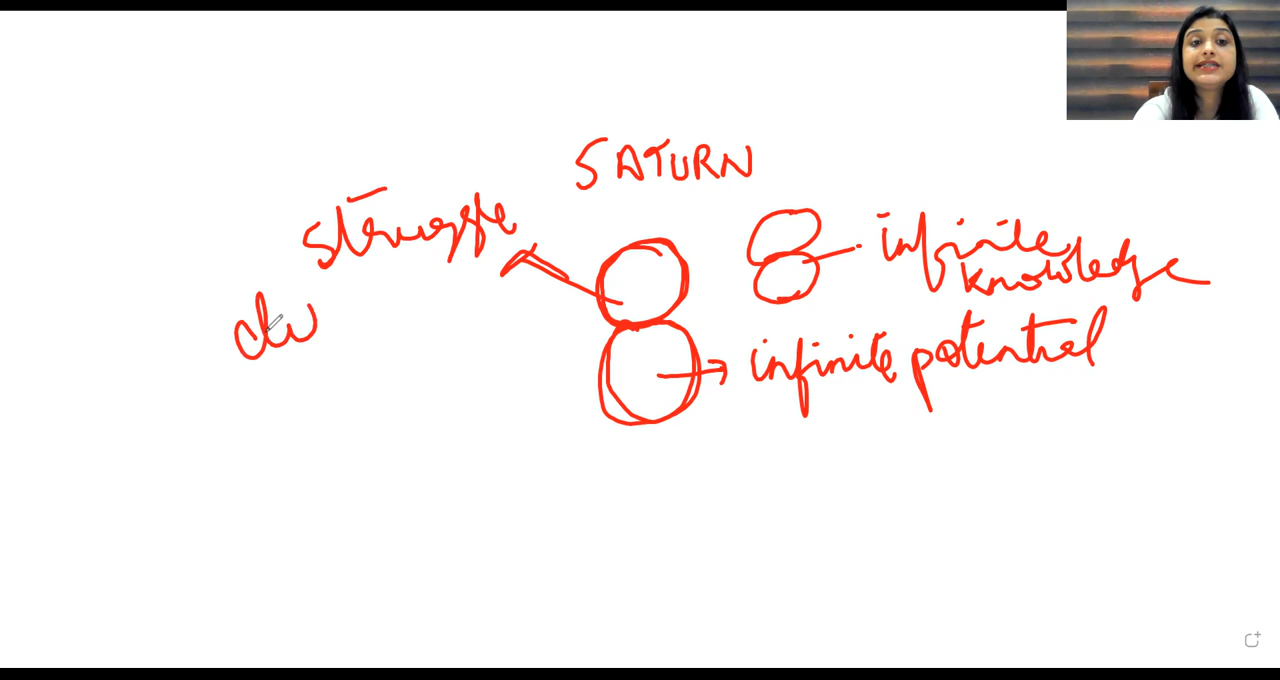 SATURN
struggle
infinite
knowledge
infinite potential